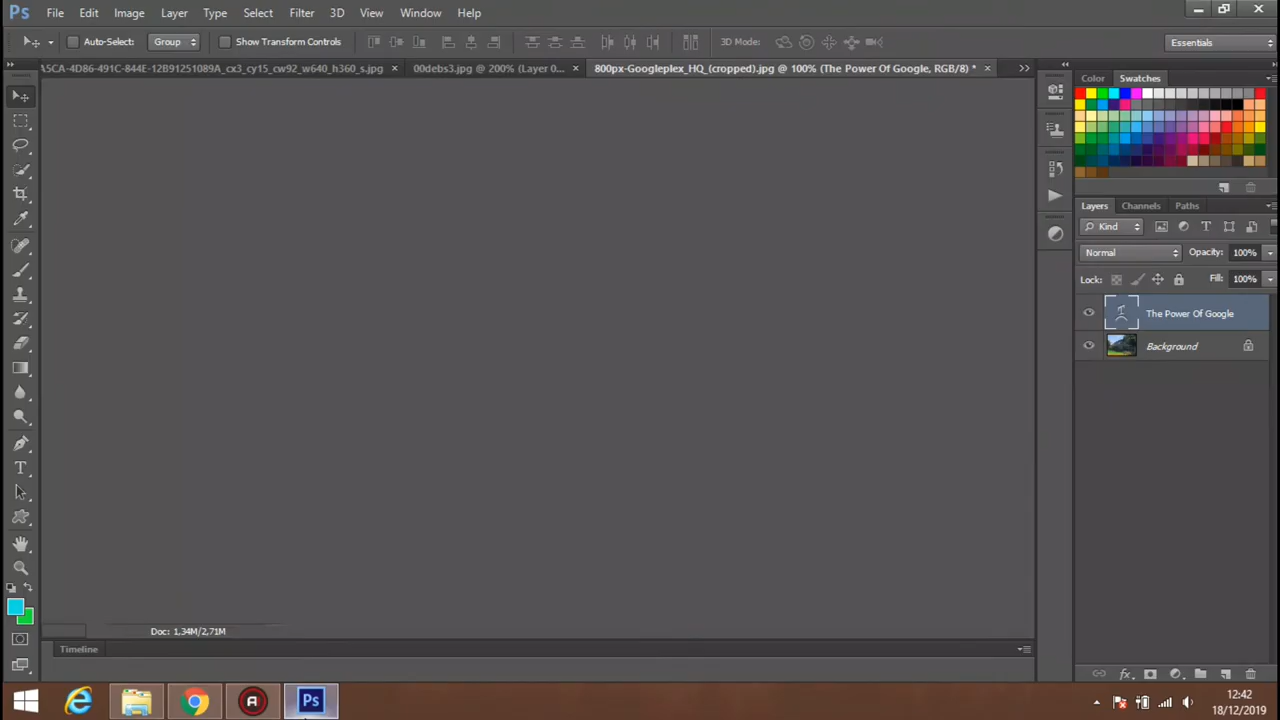 Ps File Edit Image Layer Type Select Filter 3D View Window Help
Auto-Select: Group Show Transform Controls 3D Mode: Essentials
A5CA-4D86-491C-844E-12B91251089A_cx3_cy15_cw92_w640_h360_s.jpg × 00debs3.jpg @ 200% (Layer 0... × 800px-Googleplex_HQ_(cropped).jpg @ 100% (The Power Of Google, RGB/8) * ×
Color Swatches
Layers Channels Paths
Kind
Normal Opacity: 100%
Lock: Fill: 100%
The Power Of Google
Background
Doc: 1,34M/2,71M
Timeline
fx
Ps
12:42
18/12/2019